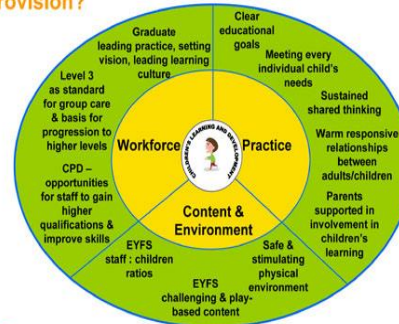 rovision?
Graduate
leading practice, setting
vision, leading learning
culture
Clear
educational
goals
Meeting every
individual child's
needs
Level 3
as standard
for group care
& basis for
progression to
higher levels
Sustained
shared thinking
Workforce
CHILDREN'S LEARNING AND DEVELOPMENT
Practice
Warm responsive
relationships
between
adults/children
CPD –
opportunities
for staff to gain
higher
qualifications &
improve skills
Parents
supported in
involvement in
children's
learning
Content &
Environment
EYFS
staff : children
ratios
Safe &
stimulating
physical
environment
EYFS
challenging & play-
based content